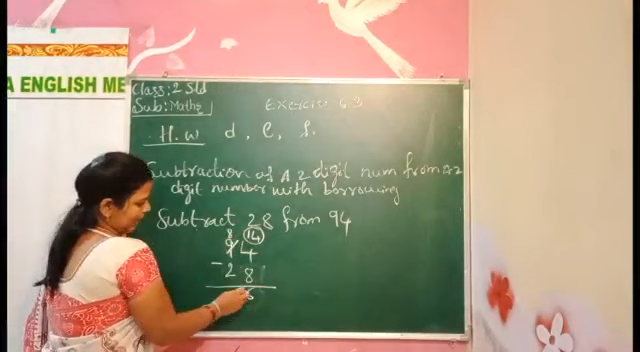 A ENGLISH ME
Class: 2 Std
Sub: Maths
Exercise 6.3
H.w d, e, f.
Subtraction of A 2 digit num from A 2
digit number with borrowing
Subtract 28 from 94
8 14
9 4
- 2 8
6